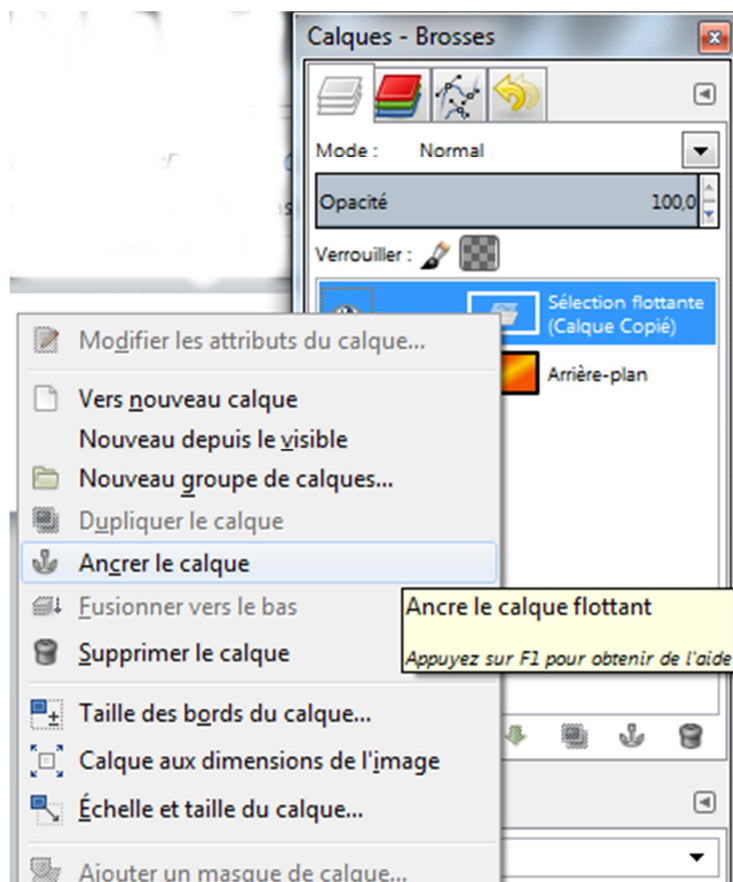 Calques - Brosses
Mode : Normal
Opacité 100,0
Verrouiller :
Sélection flottante
(Calque Copié)
Arrière-plan
Modifier les attributs du calque...
Vers nouveau calque
Nouveau depuis le visible
Nouveau groupe de calques...
Dupliquer le calque
Ancrer le calque
Fusionner vers le bas
Ancre le calque flottant
Supprimer le calque
Appuyez sur F1 pour obtenir de l'aide
Taille des bords du calque...
Calque aux dimensions de l'image
Échelle et taille du calque...
Ajouter un masque de calque...